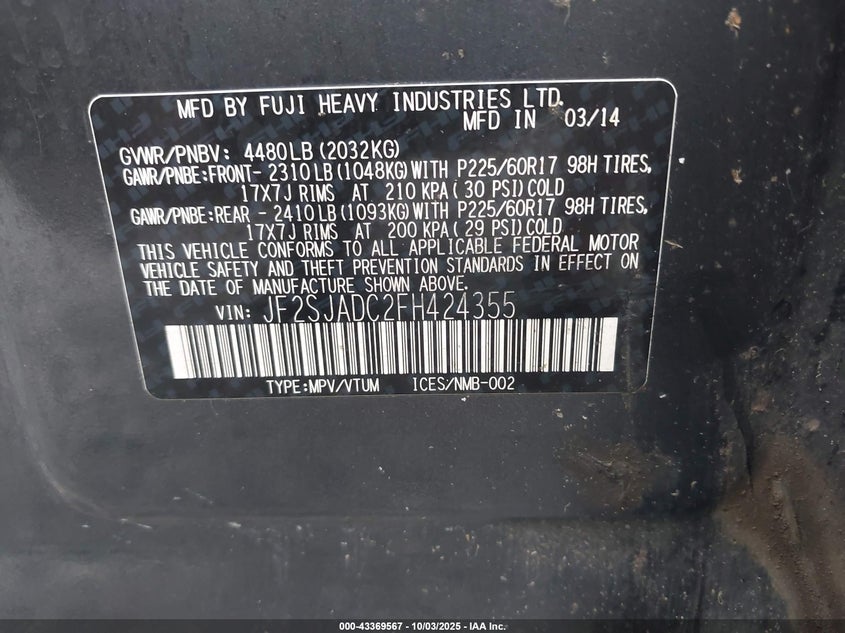 MFD BY FUJI HEAVY INDUSTRIES LTD.
MFD IN 03/14
GVWR/PNBV: 4480LB(2032KG)
GAWR/PNBE:FRONT- 2310LB(1048KG)WITH P225/60R17 98H TIRES,
17X7J RIMS AT 210 KPA( 30 PSI)COLD
GAWR/PNBE:REAR - 2410LB(1093KG)WITH P225/60R17 98H TIRES,
17X7J RIMS AT 200 KPA( 29 PSI)COLD
THIS VEHICLE CONFORMS TO ALL APPLICABLE FEDERAL MOTOR
VEHICLE SAFETY AND THEFT PREVENTION STANDARDS IN EFFECT ON
THE DATE OF MANUFACTURE SHOWN ABOVE.
VIN: JF2SJADC2FH424355
TYPE:MPV/VTUM ICES/NMB-002
000-43369567 - 10/03/2025 - IAA Inc.